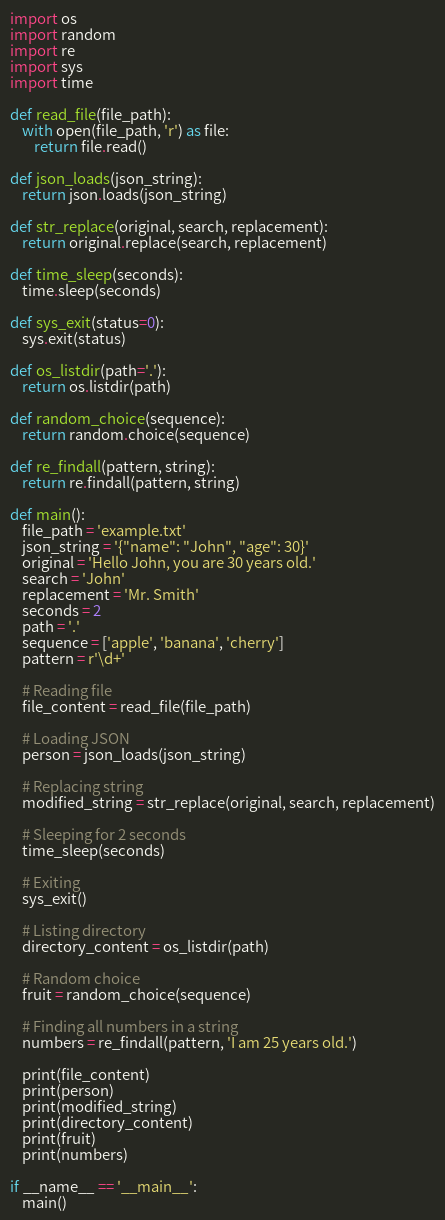 import os
import random
import re
import sys
import time

def read_file(file_path):
    with open(file_path, 'r') as file:
        return file.read()

def json_loads(json_string):
    return json.loads(json_string)

def str_replace(original, search, replacement):
    return original.replace(search, replacement)

def time_sleep(seconds):
    time.sleep(seconds)

def sys_exit(status=0):
    sys.exit(status)

def os_listdir(path='.'):
    return os.listdir(path)

def random_choice(sequence):
    return random.choice(sequence)

def re_findall(pattern, string):
    return re.findall(pattern, string)

def main():
    file_path = 'example.txt'
    json_string = '{"name": "John", "age": 30}'
    original = 'Hello John, you are 30 years old.'
    search = 'John'
    replacement = 'Mr. Smith'
    seconds = 2
    path = '.'
    sequence = ['apple', 'banana', 'cherry']
    pattern = r'\d+'

    # Reading file
    file_content = read_file(file_path)

    # Loading JSON
    person = json_loads(json_string)

    # Replacing string
    modified_string = str_replace(original, search, replacement)

    # Sleeping for 2 seconds
    time_sleep(seconds)

    # Exiting
    sys_exit()

    # Listing directory
    directory_content = os_listdir(path)

    # Random choice
    fruit = random_choice(sequence)

    # Finding all numbers in a string
    numbers = re_findall(pattern, 'I am 25 years old.')

    print(file_content)
    print(person)
    print(modified_string)
    print(directory_content)
    print(fruit)
    print(numbers)

if __name__ == '__main__':
    main()